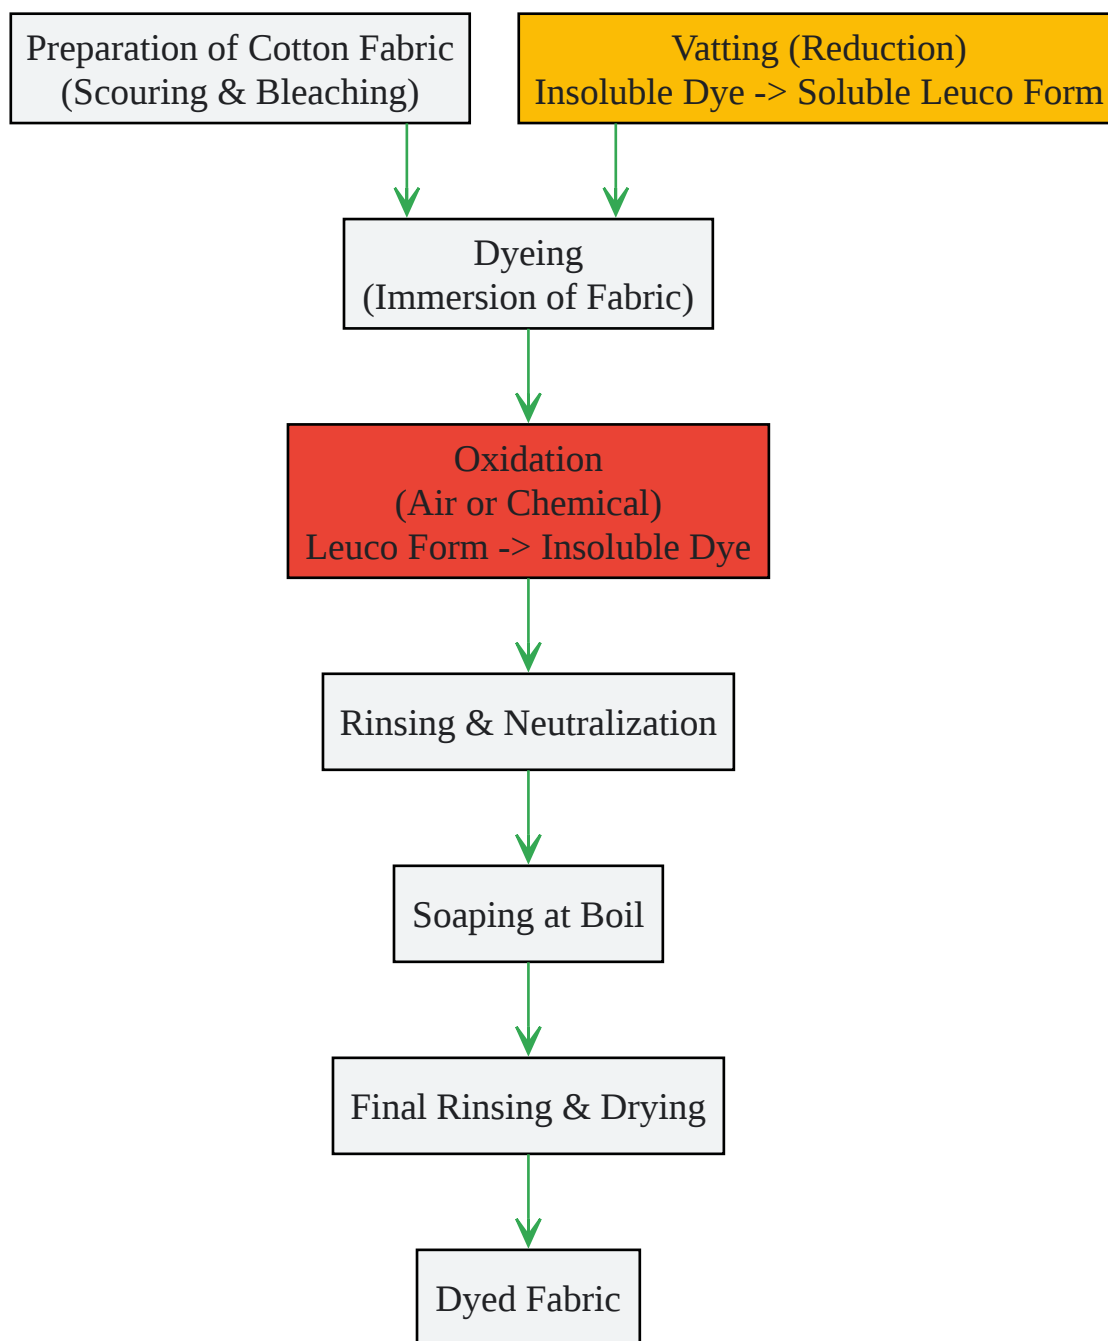 Preparation of Cotton Fabric
(Scouring & Bleaching)
Vatting (Reduction)
Insoluble Dye -> Soluble Leuco Form
Dyeing
(Immersion of Fabric)
Oxidation
(Air or Chemical)
Leuco Form -> Insoluble Dye
Rinsing & Neutralization
Soaping at Boil
Final Rinsing & Drying
Dyed Fabric